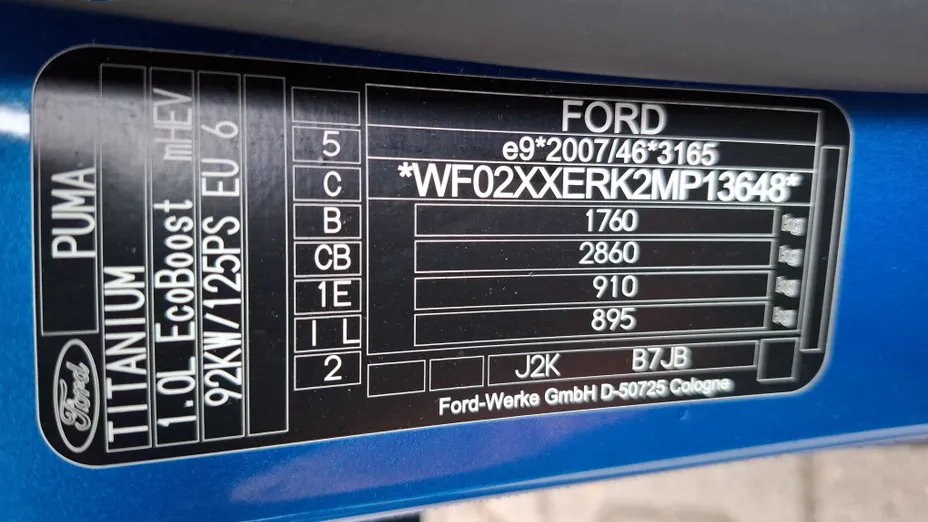 PUMA
TITANIUM
1.0L EcoBoost mHEV
92KW/125PS EU 6
Ford
5
C
B
CB
1E
I L
2
FORD
e9*2007/46*3165
*WF02XXERK2MP13648*
1760 kg
2860 kg
910 kg
895 kg
J2K B7JB
Ford-Werke GmbH D-50725 Cologne